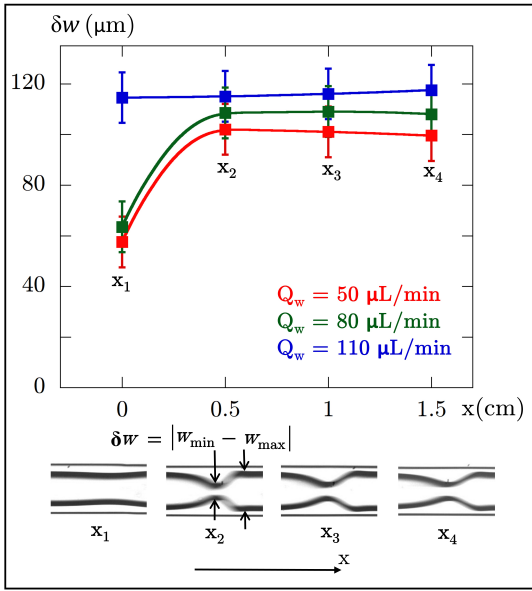 δw (μm)
120
80
40
0
x₁
x₂
x₃
x₄
Q_w = 50 μL/min
Q_w = 80 μL/min
Q_w = 110 μL/min
0 0.5 1 1.5 x(cm)
δw = |w_min − w_max|
x₁ x₂ x₃ x₄
x